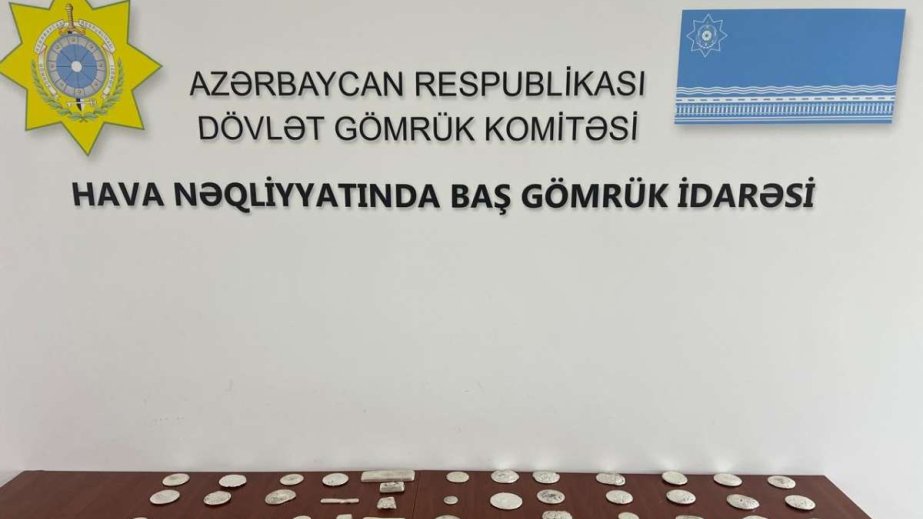 AZƏRBAYCAN RESPUBLİKASI
DÖVLƏT GÖMRÜK KOMİTƏSİ
HAVA NƏQLİYYATINDA BAŞ GÖMRÜK İDARƏSİ